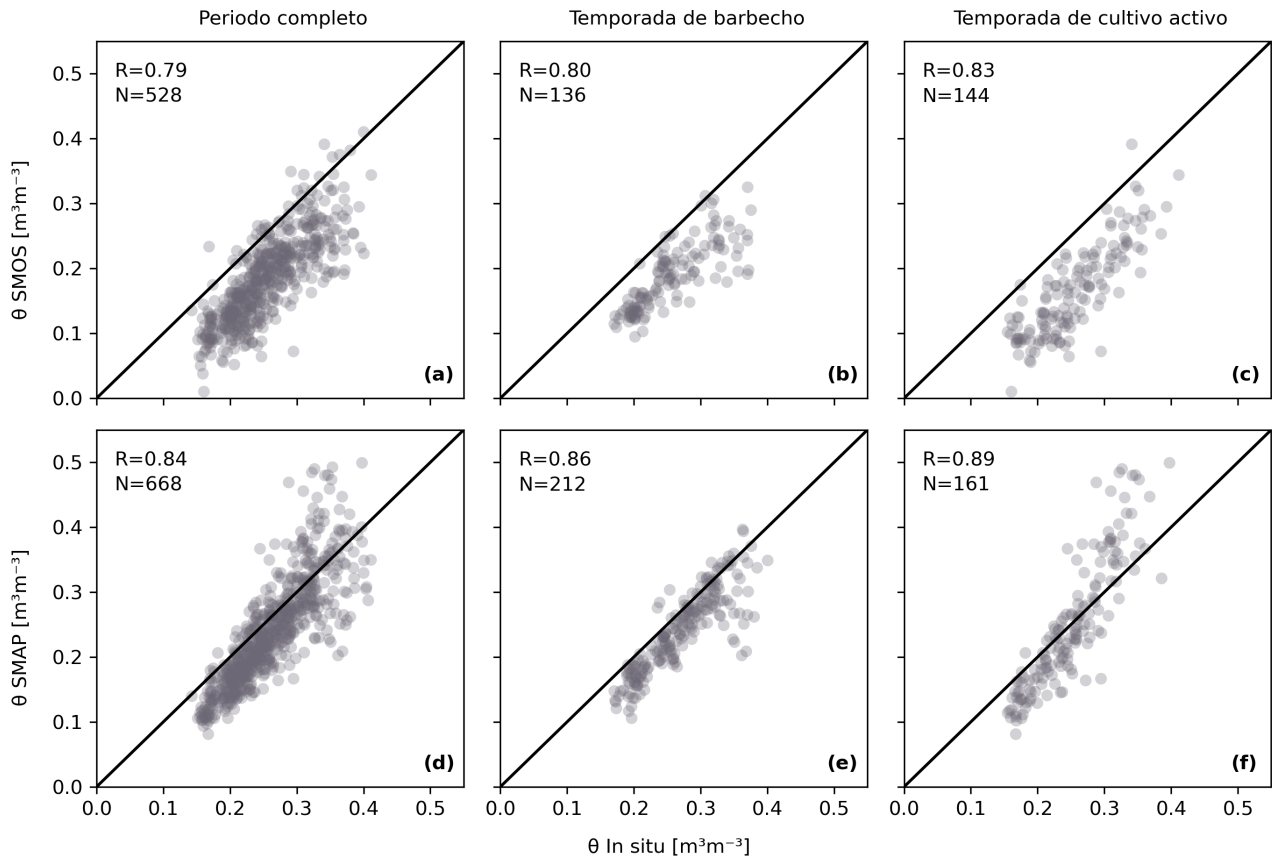 Periodo completo
Temporada de barbecho
Temporada de cultivo activo
θ SMOS [m³m⁻³]
0.5
0.4
0.3
0.2
0.1
0.0
R=0.79
N=528
(a)
R=0.80
N=136
(b)
R=0.83
N=144
(c)
θ SMAP [m³m⁻³]
0.5
0.4
0.3
0.2
0.1
0.0
R=0.84
N=668
(d)
R=0.86
N=212
(e)
R=0.89
N=161
(f)
0.0 0.1 0.2 0.3 0.4 0.5
0.0 0.1 0.2 0.3 0.4 0.5
0.0 0.1 0.2 0.3 0.4 0.5
θ In situ [m³m⁻³]